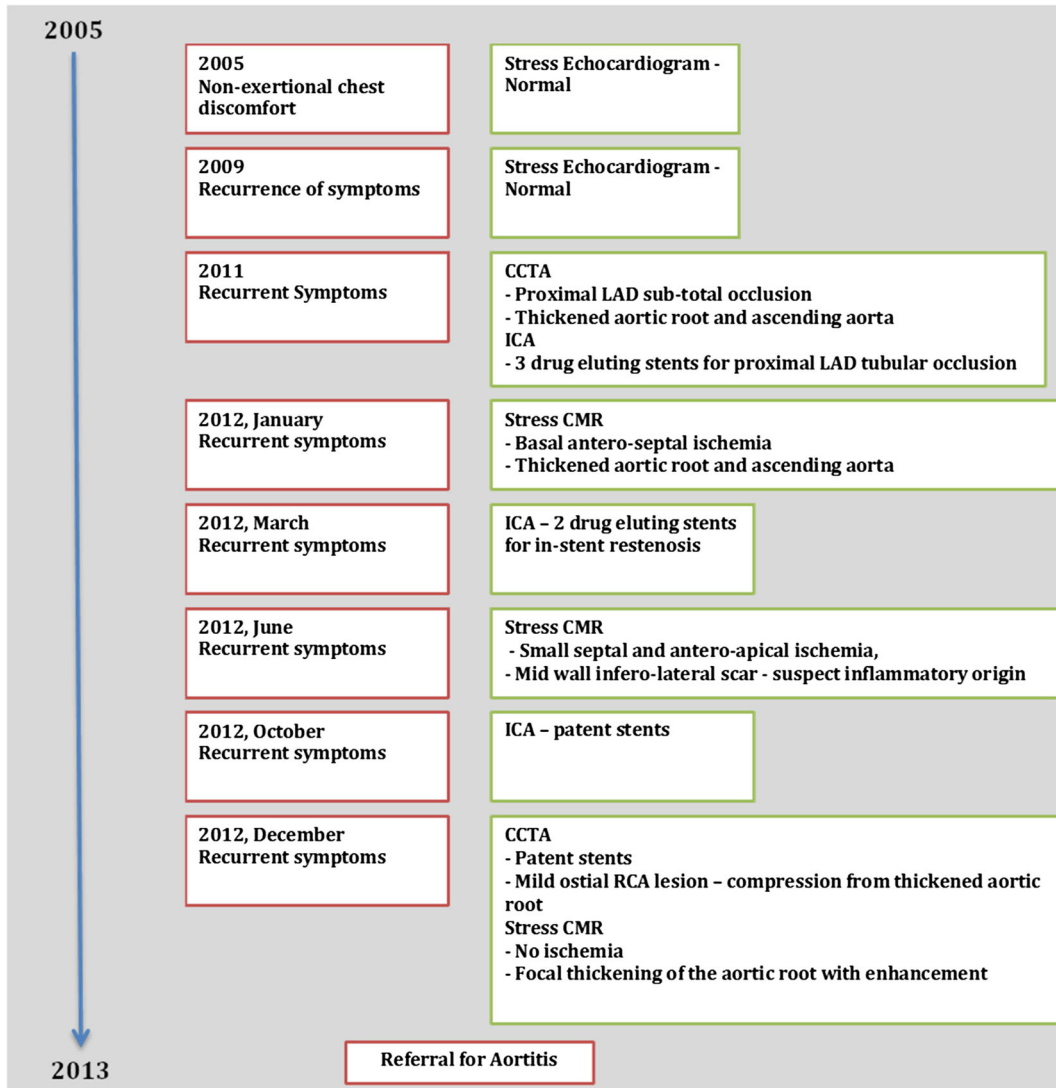 2005
2005
Non-exertional chest
discomfort
Stress Echocardiogram -
Normal
2009
Recurrence of symptoms
Stress Echocardiogram -
Normal
2011
Recurrent Symptoms
CCTA
- Proximal LAD sub-total occlusion
- Thickened aortic root and ascending aorta
ICA
- 3 drug eluting stents for proximal LAD tubular occlusion
2012, January
Recurrent symptoms
Stress CMR
- Basal antero-septal ischemia
- Thickened aortic root and ascending aorta
2012, March
Recurrent symptoms
ICA – 2 drug eluting stents
for in-stent restenosis
2012, June
Recurrent symptoms
Stress CMR
- Small septal and antero-apical ischemia,
- Mid wall infero-lateral scar - suspect inflammatory origin
2012, October
Recurrent symptoms
ICA – patent stents
2012, December
Recurrent symptoms
CCTA
- Patent stents
- Mild ostial RCA lesion – compression from thickened aortic
root
Stress CMR
- No ischemia
- Focal thickening of the aortic root with enhancement
2013
Referral for Aortitis